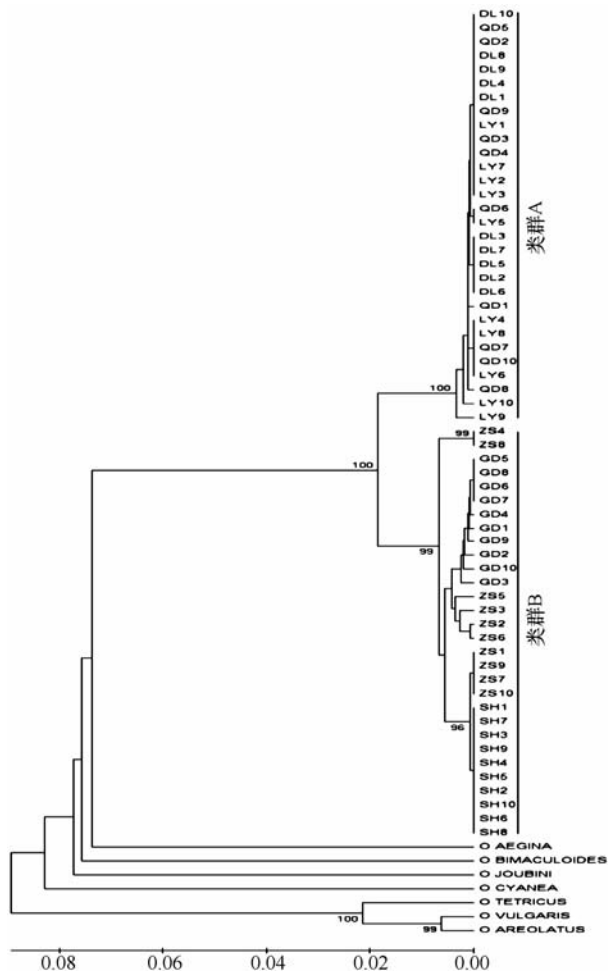 DL10
QD5
QD2
DL8
DL9
DL4
DL1
QD9
LY1
QD3
QD4
LY7
LY2
LY3
QD6
LY5
DL3
DL7
DL5
DL2
DL6
QD1
LY4
LY8
QD7
QD10
LY6
QD8
LY10
LY9
类群A
100
100
99
ZS4
ZS8
GD5
GD8
GD6
GD7
GD4
GD1
GD9
GD2
GD10
GD3
ZS5
ZS3
ZS2
ZS6
ZS1
ZS9
ZS7
ZS10
SH1
SH7
SH3
SH9
SH4
SH5
SH2
SH10
SH6
SH8
类群B
99
96
O AEGINA
O BIMACULOIDES
O JOUBINI
O CYANEA
O TETRICUS
O VULGARIS
O AREOLATUS
100
99
0.08 0.06 0.04 0.02 0.00